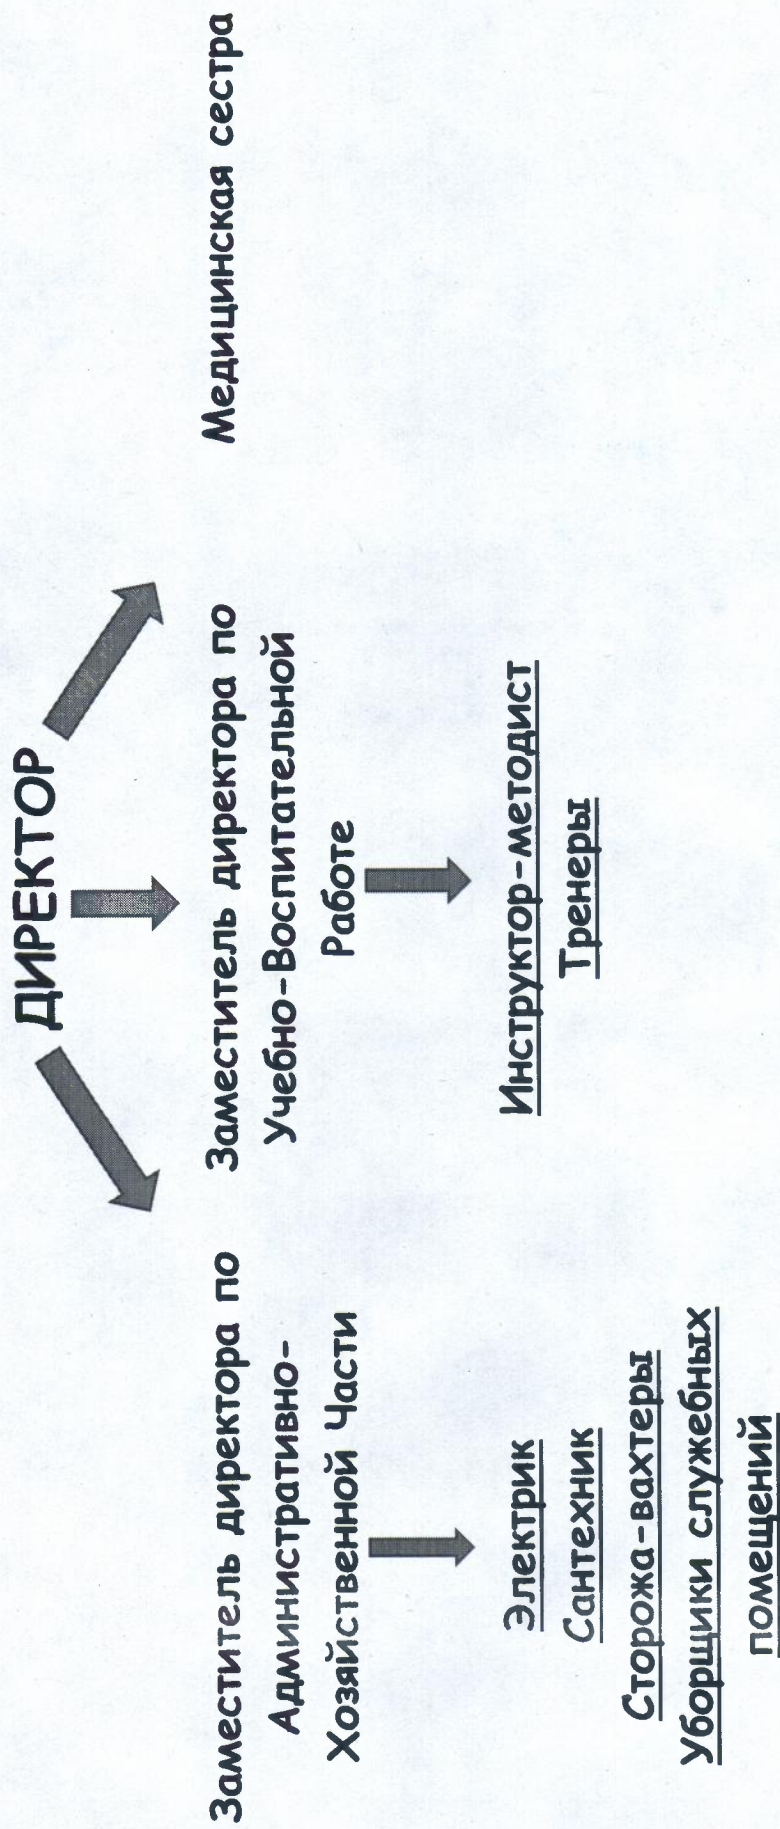 ДИРЕКТОР
Заместитель директора по
Административно-
Хозяйственной Части
Заместитель директора по
Учебно-Воспитательной
Работе
Медицинская сестра
Электрик
Сантехник
Сторожа-вахтеры
Уборщики служебных
помещений
Инструктор-методист
Тренеры